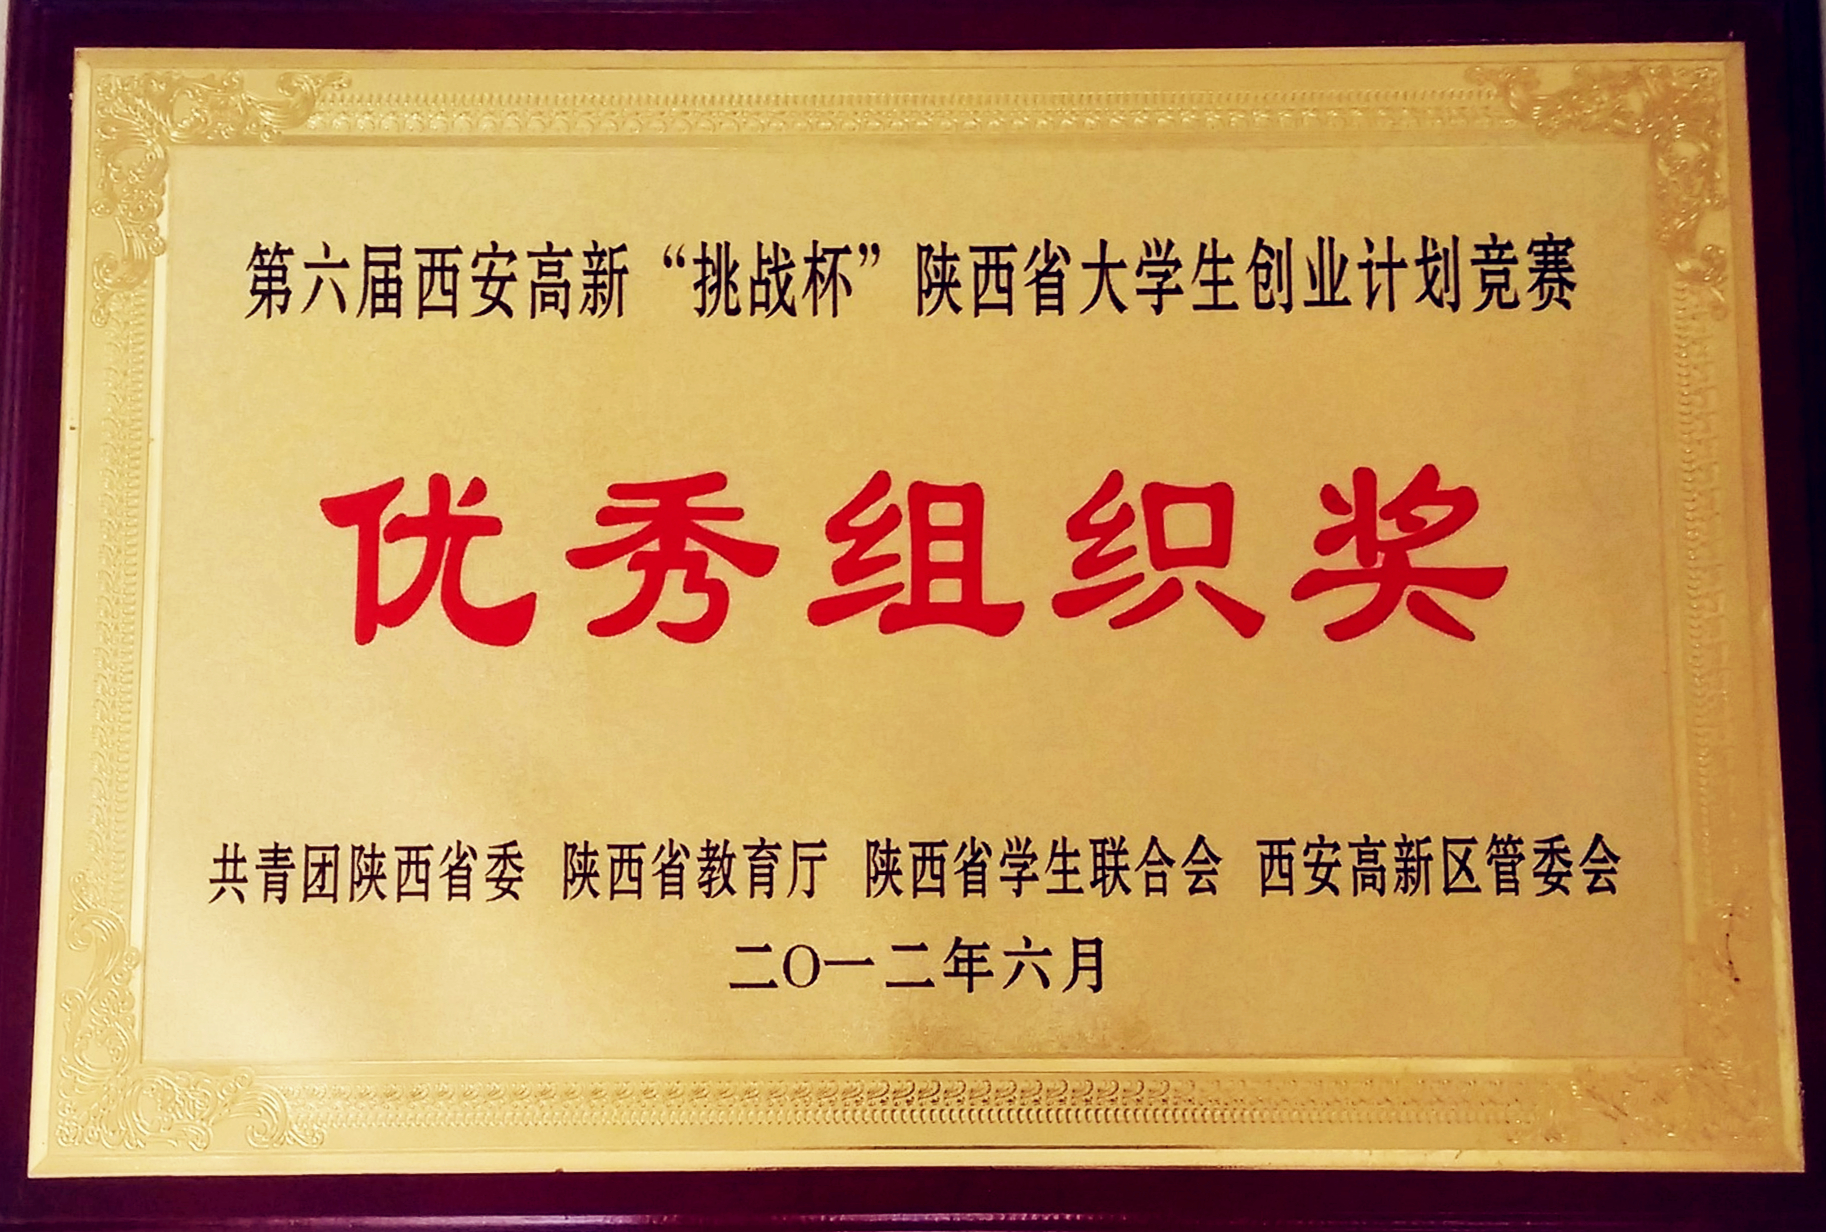 第六届西安高新“挑战杯”陕西省大学生创业计划竞赛
优秀组织奖
共青团陕西省委 陕西省教育厅 陕西省学生联合会 西安高新区管委会
二〇一二年六月